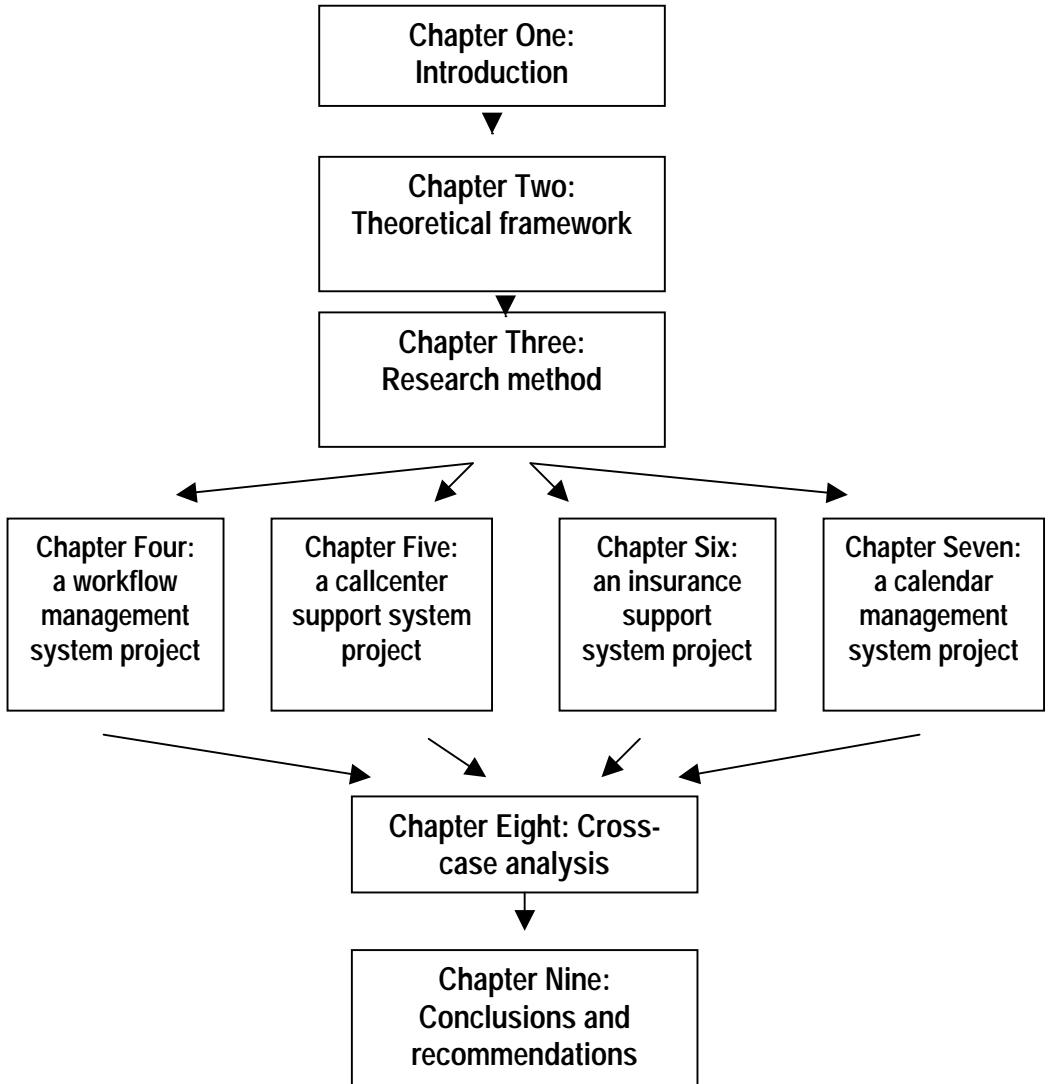 Chapter One:
Introduction
Chapter Two:
Theoretical framework
Chapter Three:
Research method
Chapter Four:
a workflow
management
system project
Chapter Five:
a callcenter
support system
project
Chapter Six:
an insurance
support
system project
Chapter Seven:
a calendar
management
system project
Chapter Eight: Cross-
case analysis
Chapter Nine:
Conclusions and
recommendations